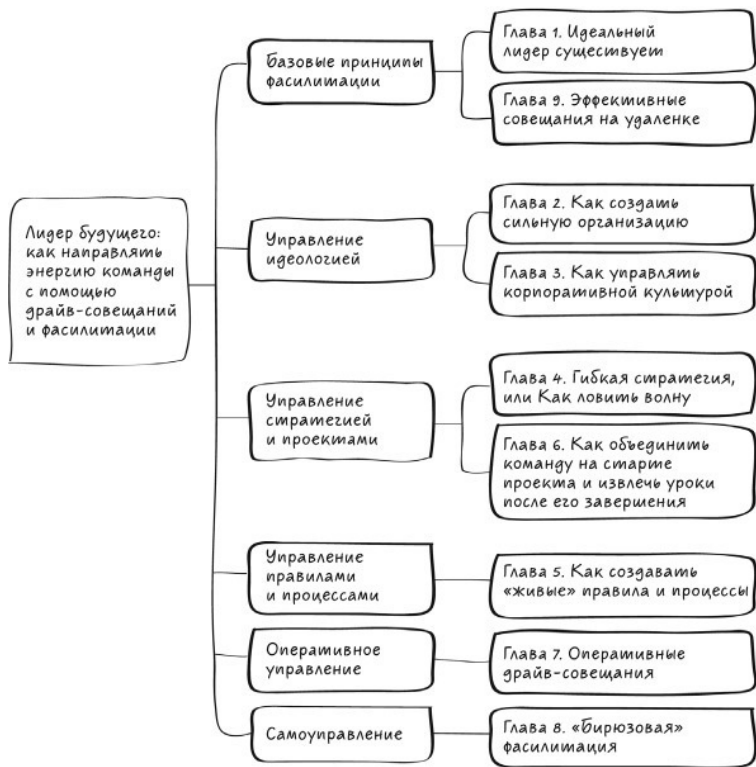 Лидер будущего:
как направлять
энергию команды
с помощью
драйв-совещаний
и фасилитации
Базовые принципы
фасилитации
Глава 1. Идеальный
лидер существует
Глава 9. Эффективные
совещания на удаленке
Управление
идеологией
Глава 2. Как создать
сильную организацию
Глава 3. Как управлять
корпоративной культурой
Управление
стратегией
и проектами
Глава 4. Гибкая стратегия,
или Как ловить волну
Глава 6. Как объединить
команду на старте
проекта и извлечь уроки
после его завершения
Управление
правилами
и процессами
Глава 5. Как создавать
«живые» правила и процессы
Оперативное
управление
Глава 7. Оперативные
драйв-совещания
Самоуправление
Глава 8. «Бирюзовая»
фасилитация